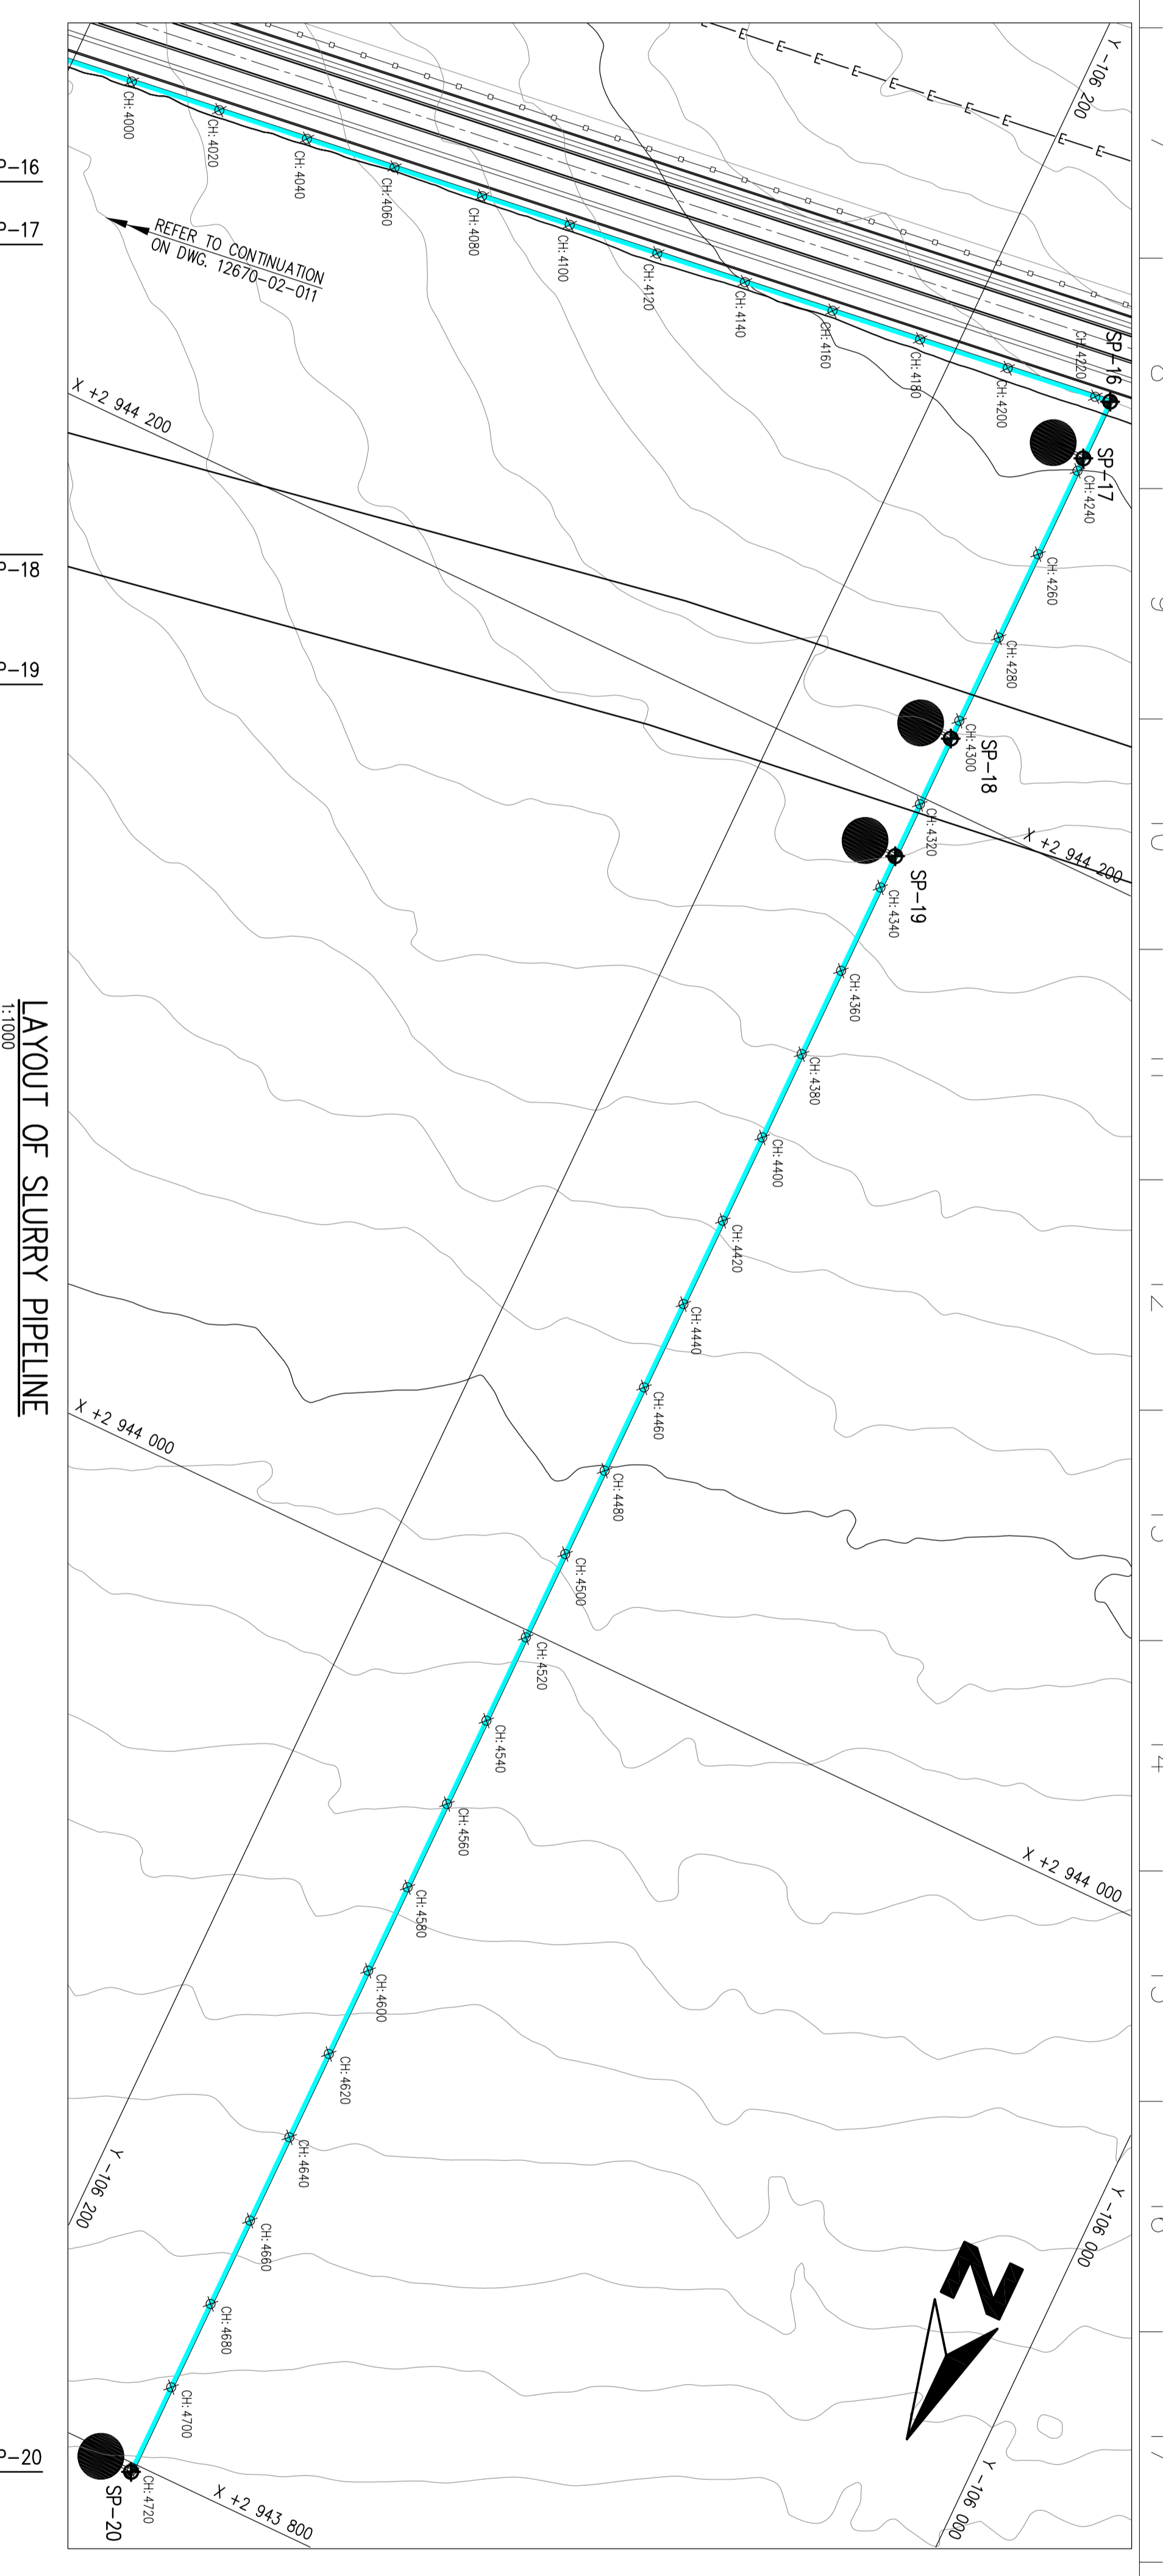 LAYOUT OF SLURRY PIPELINE
1:1000
P-16
P-17
P-18
P-19
P-20
REFER TO CONTINUATION
ON DWG. 12670-02-011
CH: 4000
CH: 4020
CH: 4040
CH: 4060
CH: 4080
CH: 4100
CH: 4120
CH: 4140
CH: 4160
CH: 4180
CH: 4200
CH: 4220
SP-16
SP-17
CH: 4240
CH: 4260
CH: 4280
CH: 4300
SP-18
CH: 4320
SP-19
CH: 4340
CH: 4360
CH: 4380
CH: 4400
CH: 4420
CH: 4440
CH: 4460
CH: 4480
CH: 4500
CH: 4520
CH: 4540
CH: 4560
CH: 4580
CH: 4600
CH: 4620
CH: 4640
CH: 4660
CH: 4680
CH: 4700
CH: 4720
SP-20
Y -106 200
Y -106 200
Y -106 000
Y -106 000
X +2 944 200
X +2 944 200
X +2 944 000
X +2 944 000
X +2 943 800
E E E E E E E E E E E
N